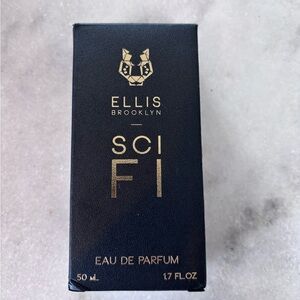 ELLIS
BROOKLYN
SCI
FI
EAU DE PARFUM
50 mL 1.7 FL.OZ